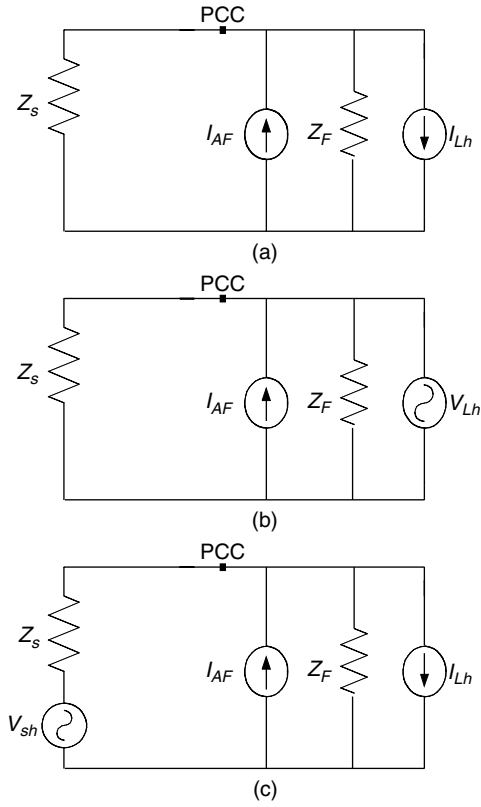 PCC
Z_s
I_AF
Z_F
I_Lh
(a)
PCC
Z_s
I_AF
Z_F
V_Lh
(b)
PCC
Z_s
I_AF
Z_F
I_Lh
V_sh
(c)